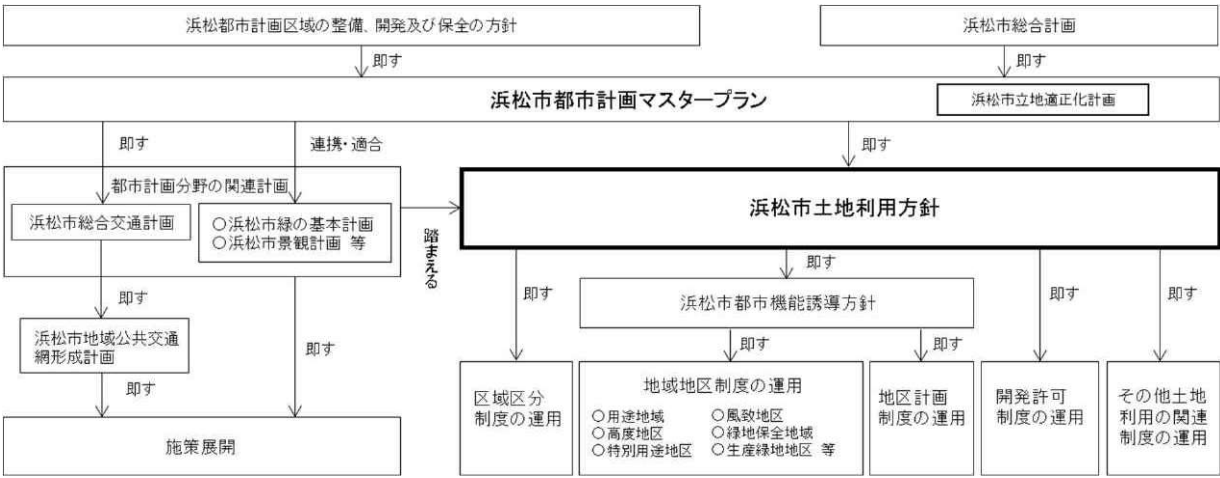 浜松都市計画区域の整備、開発及び保全の方針
浜松市総合計画
即す
即す
浜松市都市計画マスタープラン
浜松市立地適正化計画
即す
連携・適合
即す
都市計画分野の関連計画
浜松市総合交通計画
○浜松市緑の基本計画
○浜松市景観計画 等
踏まえる
浜松市土地利用方針
即す
即す
即す
即す
即す
浜松市都市機能誘導方針
浜松市地域公共交通
網形成計画
即す
即す
即す
即す
区域区分
制度の運用
地域地区制度の運用
○用途地域
○風致地区
○高度地区
○緑地保全地域
○特別用途地区
○生産緑地地区 等
地区計画
制度の運用
開発許可
制度の運用
その他土地
利用の関連
制度の運用
施策展開